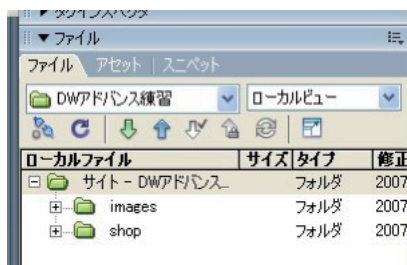 ▶ タグインスペクタ
▼ ファイル
ファイル アセット スニペット
DWアドバンス練習 ローカルビュー
ローカルファイル サイズ タイプ 修正
サイト - DWアドバンス... フォルダ 2007
images フォルダ 2007
shop フォルダ 2007